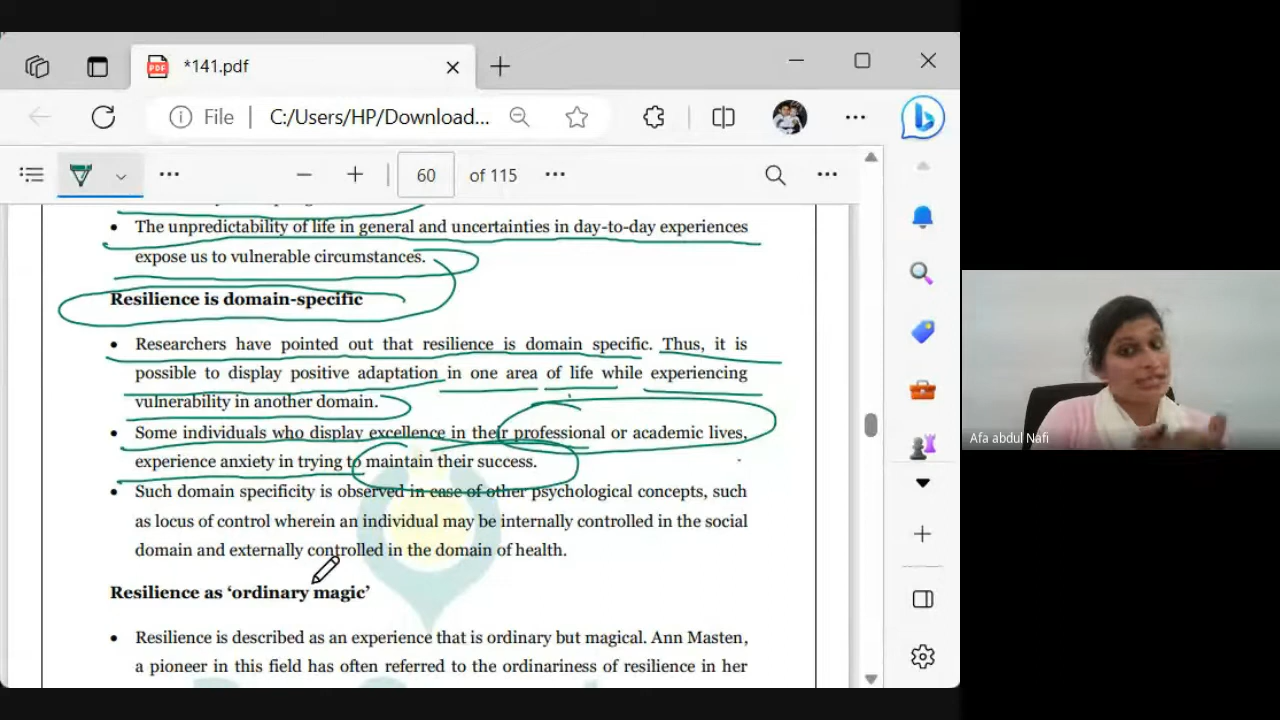 *141.pdf
File
C:/Users/HP/Download...
60 of 115
• The unpredictability of life in general and uncertainties in day-to-day experiences
expose us to vulnerable circumstances.
Resilience is domain-specific
• Researchers have pointed out that resilience is domain specific. Thus, it is
possible to display positive adaptation in one area of life while experiencing
vulnerability in another domain.
• Some individuals who display excellence in their professional or academic lives,
experience anxiety in trying to maintain their success.
• Such domain specificity is observed in case of other psychological concepts, such
as locus of control wherein an individual may be internally controlled in the social
domain and externally controlled in the domain of health.
Resilience as ‘ordinary magic’
• Resilience is described as an experience that is ordinary but magical. Ann Masten,
a pioneer in this field has often referred to the ordinariness of resilience in her
Afa abdul Nafi